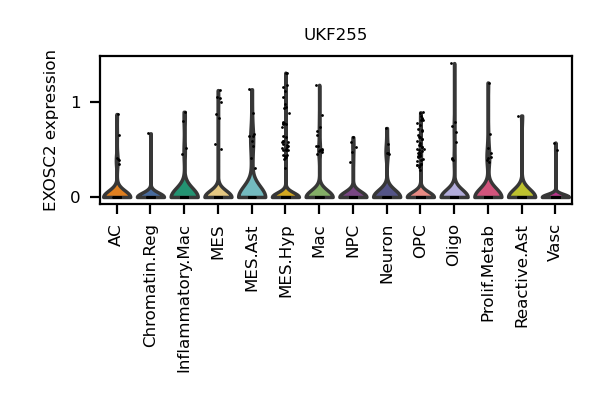 UKF255
EXOSC2 expression
1
0
AC
Chromatin.Reg
Inflammatory.Mac
MES
MES.Ast
MES.Hyp
Mac
NPC
Neuron
OPC
Oligo
Prolif.Metab
Reactive.Ast
Vasc